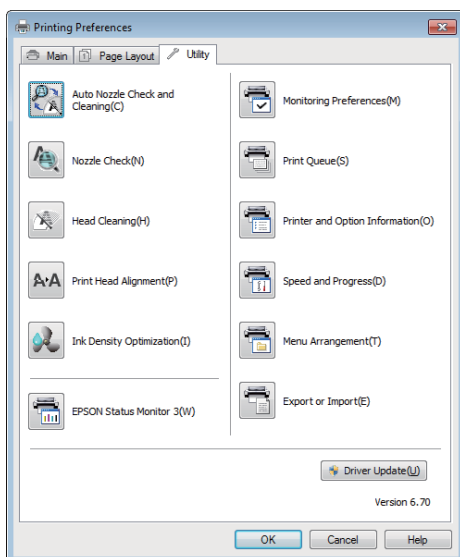 Printing Preferences
Main
1
Page Layout
Utility
Auto Nozzle Check and
Cleaning(C)
Nozzle Check(N)
Head Cleaning(H)
A A
Print Head Alignment(P)
Ink Density Optimization(I)
EPSON Status Monitor 3(W)
Monitoring Preferences(M)
Print Queue(S)
Printer and Option Information(O)
Speed and Progress(D)
Menu Arrangement(T)
Export or Import(E)
Driver Update(U)
Version 6.70
OK
Cancel
Help